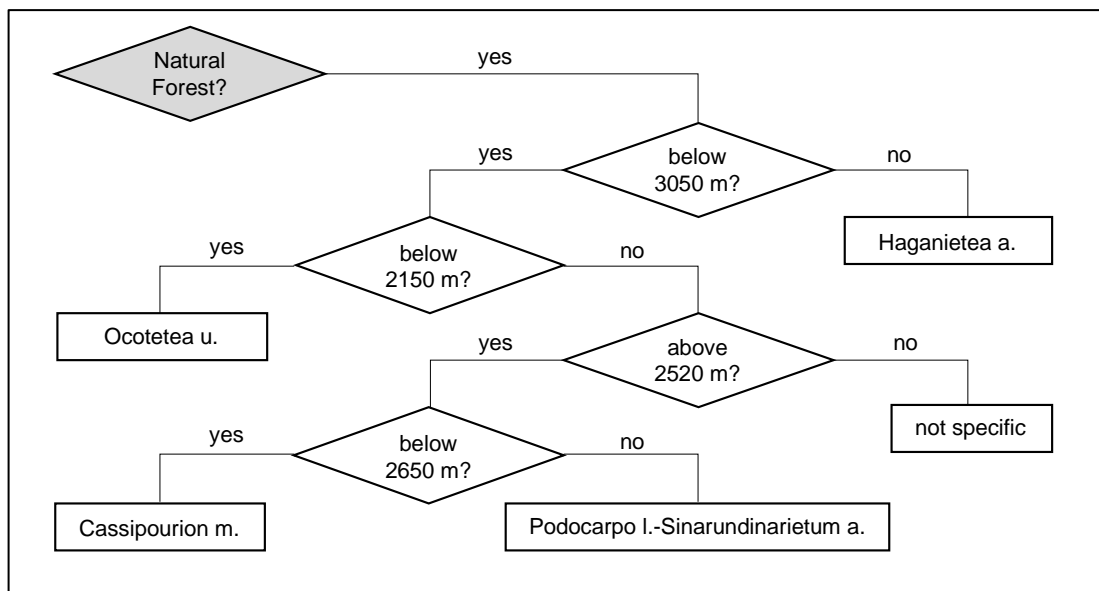 Natural
Forest?
yes
yes
below
3050 m?
no
Haganietea a.
yes
below
2150 m?
no
Ocotetea u.
yes
above
2520 m?
no
not specific
yes
below
2650 m?
no
Cassipourion m.
Podocarpo l.-Sinarundinarietum a.